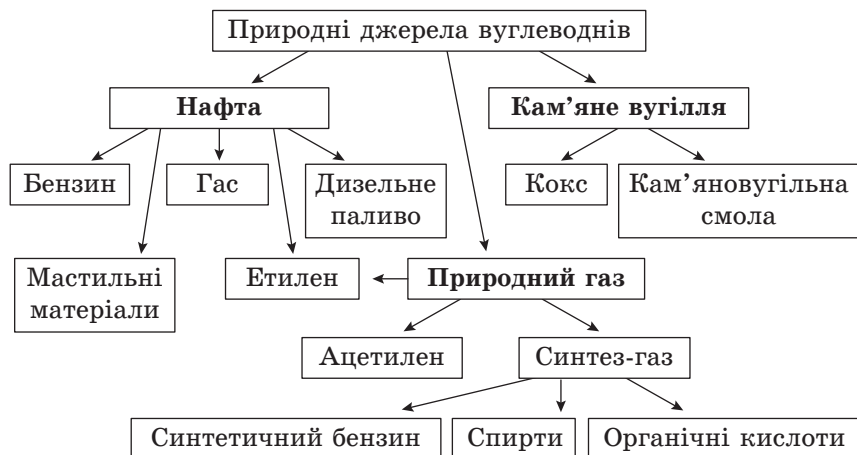 Природні джерела вуглеводнів
Нафта
Кам’яне вугілля
Бензин
Гас
Дизельне
паливо
Кокс
Кам’яновугільна
смола
Мастильні
матеріали
Етилен
Природний газ
Ацетилен
Синтез-газ
Синтетичний бензин
Спирти
Органічні кислоти